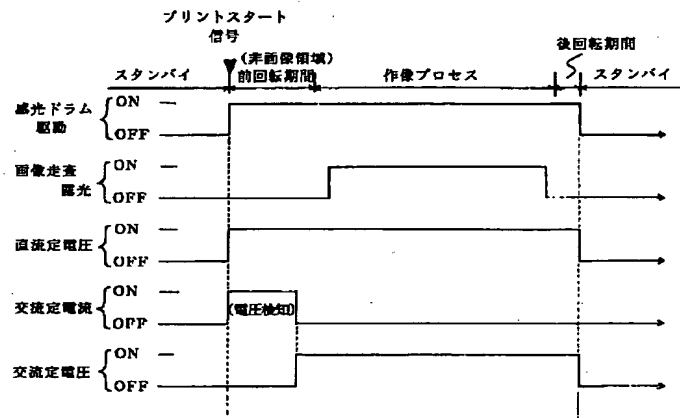 プリントスタート
信号
(非画像領域)
前回転期間
後回転期間
スタンバイ
作像プロセス
スタンバイ
感光ドラム
駆動
ON
OFF
画像走査
露光
ON
OFF
直流定電圧
ON
OFF
交流定電流
ON
OFF
(電圧検知)
交流定電圧
ON
OFF